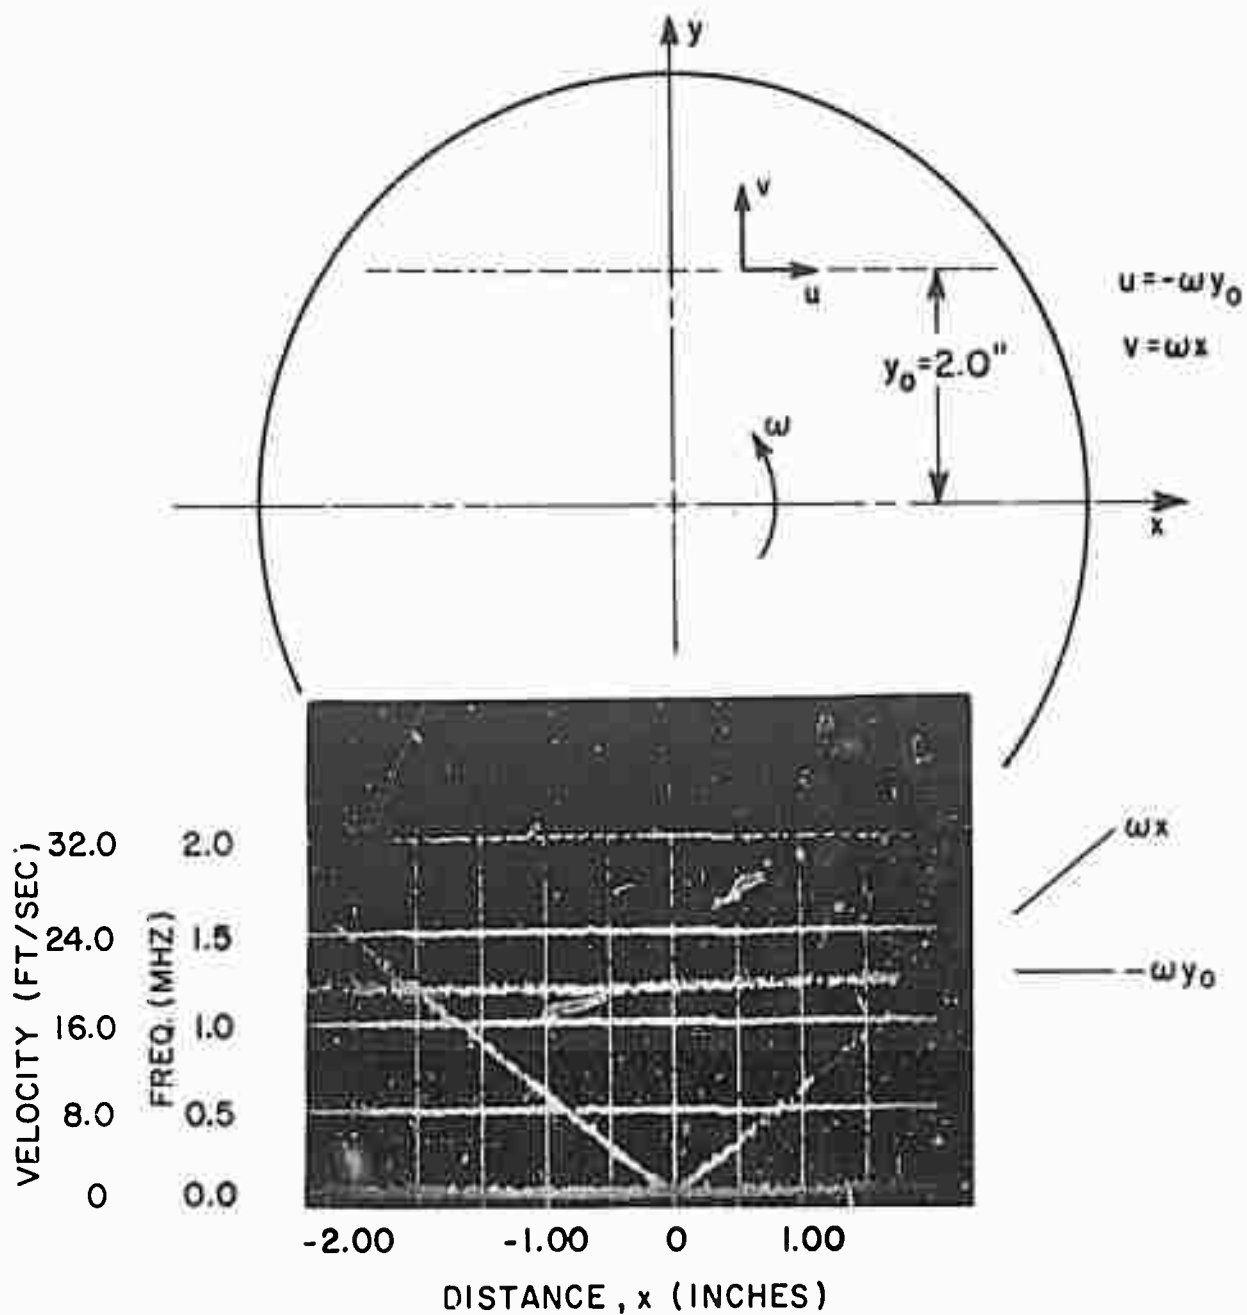 y
v
u
u=-ωy₀
v=ωx
y₀=2.0"
ω
x
VELOCITY (FT/SEC)
32.0
24.0
16.0
8.0
0
FREQ. (MHZ)
2.0
1.5
1.0
0.5
0.0
ωx
-ωy₀
-2.00 -1.00 0 1.00
DISTANCE, x (INCHES)